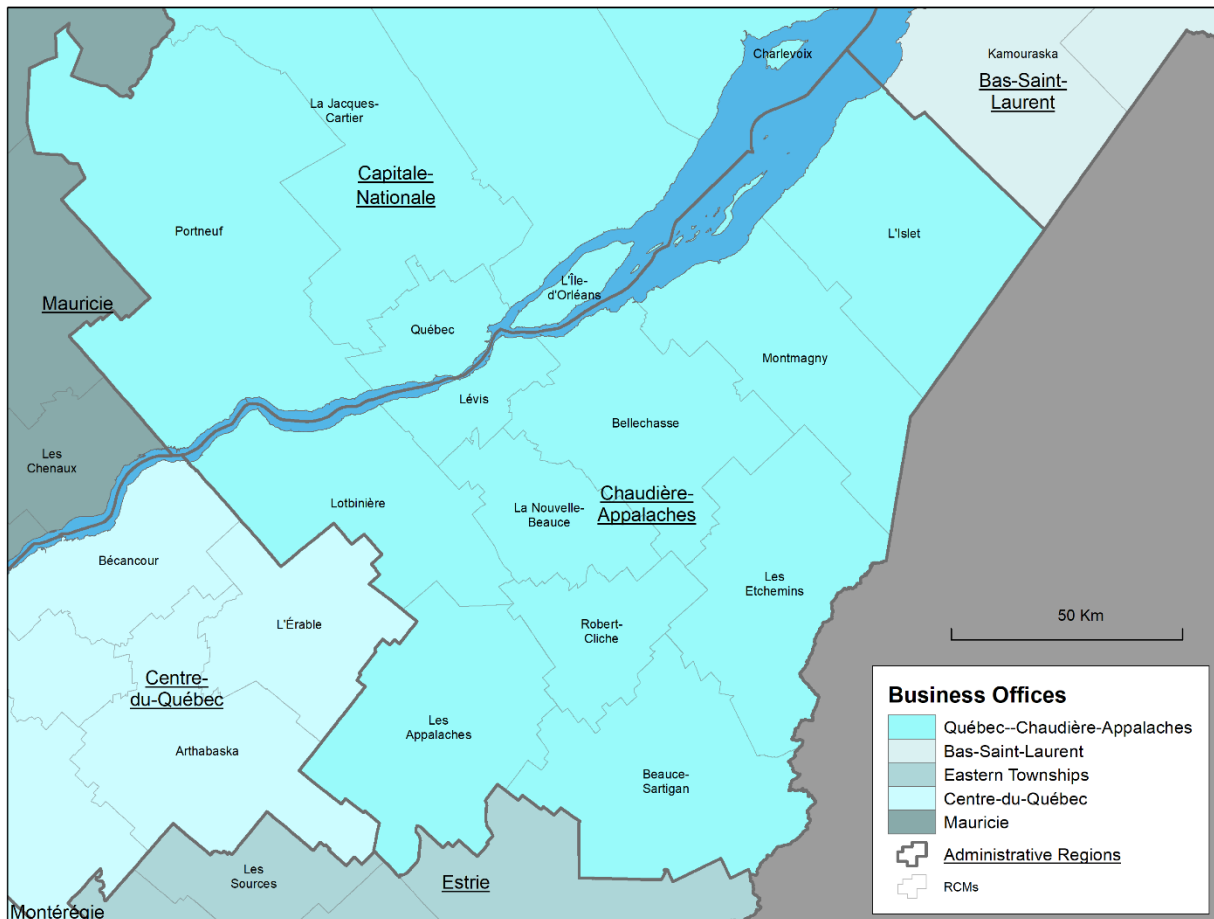 Charlevoix
Kamouraska
Bas-Saint-
Laurent
La Jacques-
Cartier
Capitale-
Nationale
Portneuf
L'Islet
L'Île-
d'Orléans
Mauricie
Québec
Montmagny
Lévis
Bellechasse
Les
Chenaux
Lotbinière
La Nouvelle-
Beauce
Chaudière-
Appalaches
Bécancour
Les
Etchemins
L'Érable
Robert-
Cliche
50 Km
Centre-
du-Québec
Les
Appalaches
Arthabaska
Beauce-
Sartigan
Les
Sources
Estrie
Montérégie
Business Offices
Québec--Chaudière-Appalaches
Bas-Saint-Laurent
Eastern Townships
Centre-du-Québec
Mauricie
Administrative Regions
RCMs